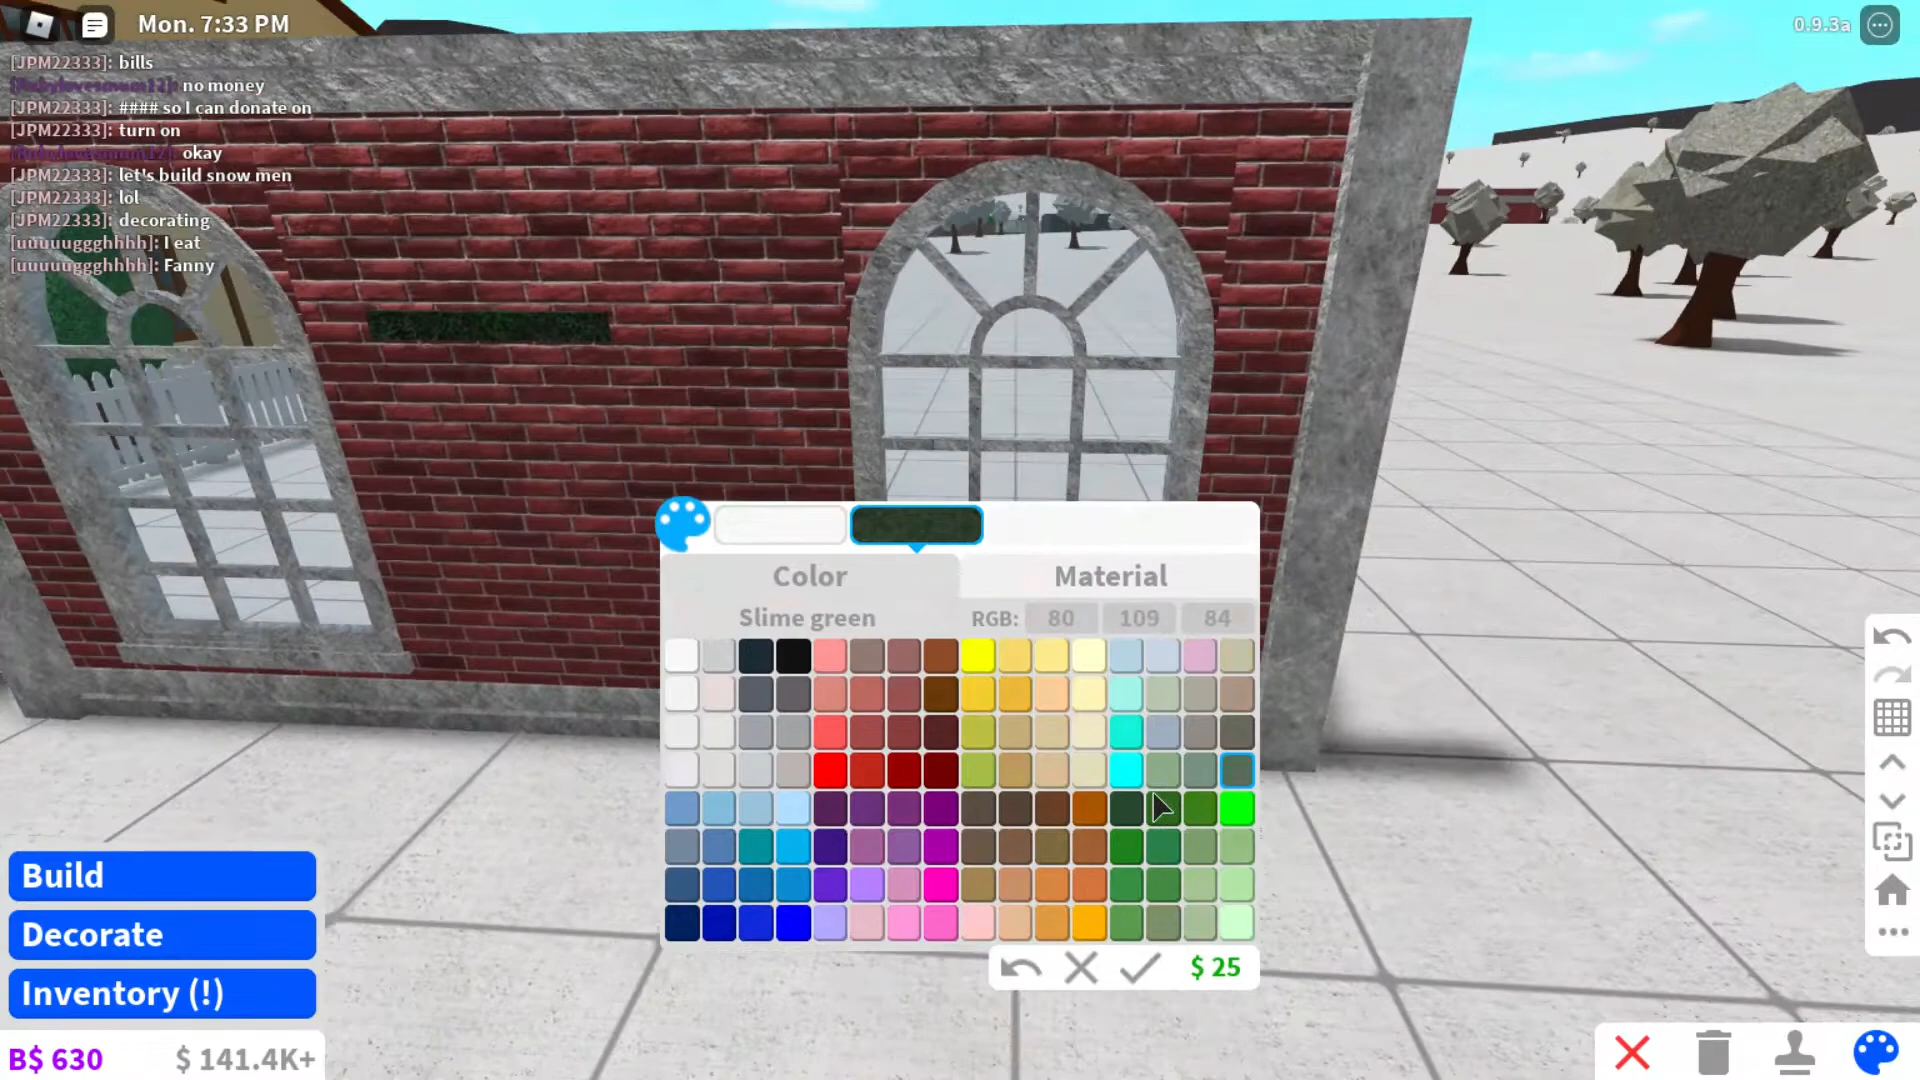 Mon. 7:33 PM
0.9.3a
[JPM22333]: bills
no money
[JPM22333]: #### so I can donate on
[JPM22333]: turn on
okay
[JPM22333]: let's build snow men
[JPM22333]: lol
[JPM22333]: decorating
[uuuuuggghhhh]: I eat
[uuuuuggghhhh]: Fanny
Color
Material
Slime green
RGB: 80 109 84
$ 25
Build
Decorate
Inventory (!)
B$ 630
$ 141.4K+